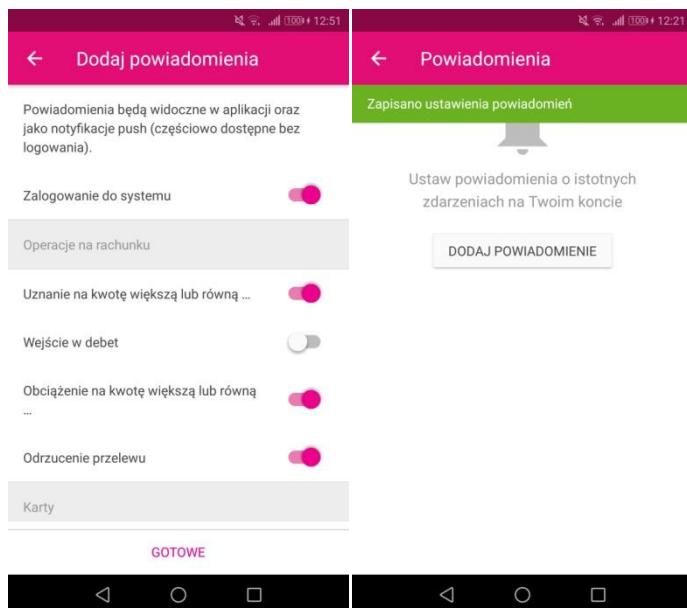 100 12:51
Dodaj powiadomienia
Powiadomienia będą widoczne w aplikacji oraz
jako notyfikacje push (częściowo dostępne bez
logowania).
Zalogowanie do systemu
Operacje na rachunku
Uznanie na kwotę większą lub równą ...
Wejście w debet
Obciążenie na kwotę większą lub równą
...
Odrzucenie przelewu
Karty
GOTOWE
100 12:21
Powiadomienia
Zapisano ustawienia powiadomień
Ustaw powiadomienia o istotnych
zdarzeniach na Twoim koncie
DODAJ POWIADOMIENIE